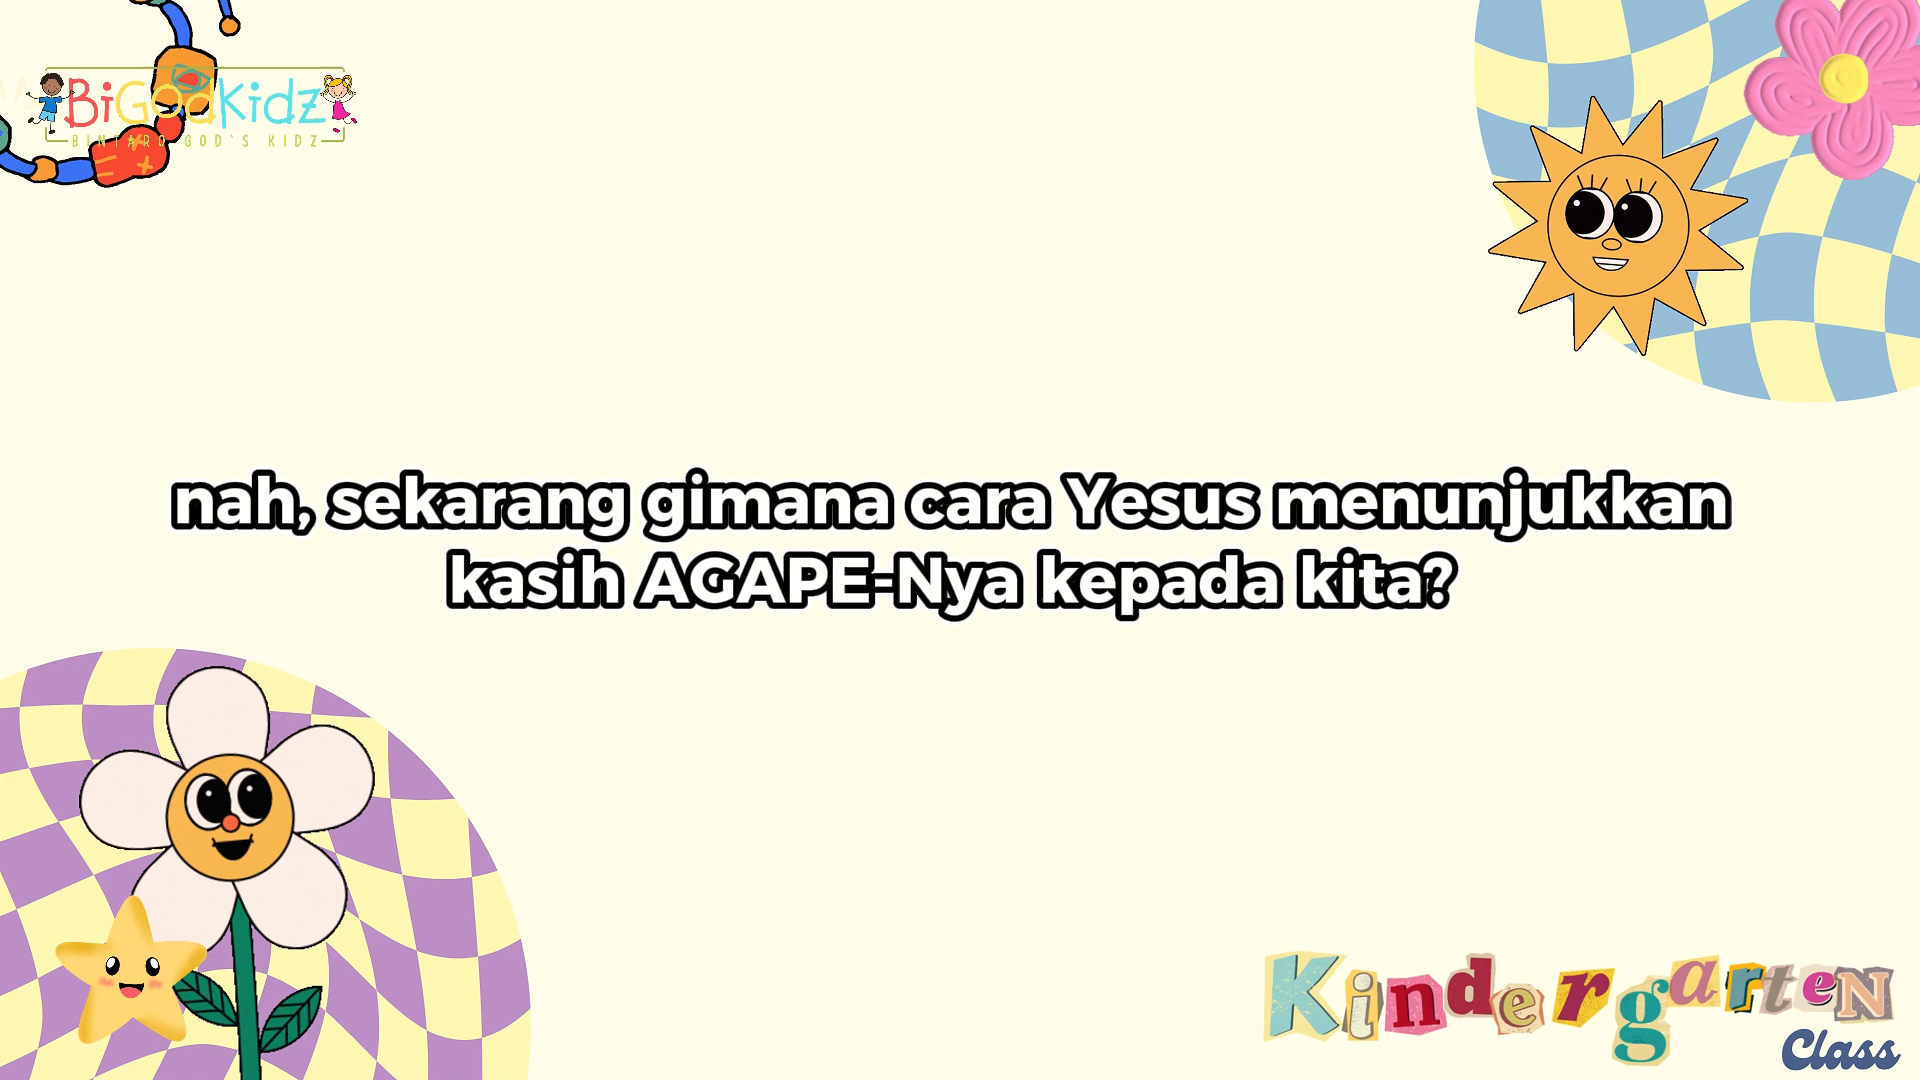 BiGodKidz
BINTARO GOD'S KIDZ
nah, sekarang gimana cara Yesus menunjukkan
kasih AGAPE-Nya kepada kita?
KindergarteN
Class